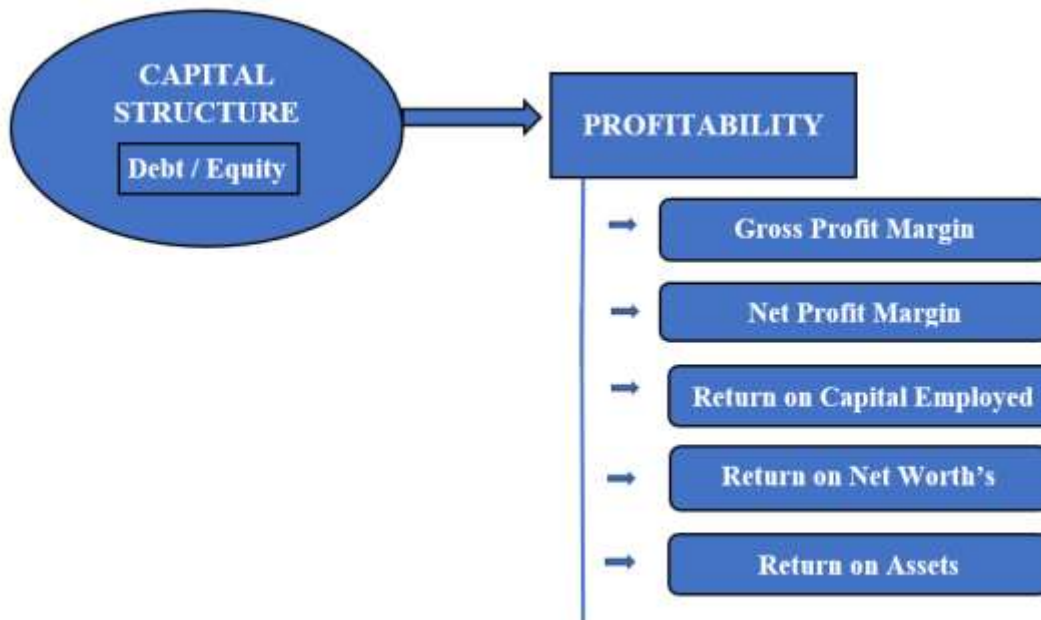 CAPITAL
STRUCTURE
Debt / Equity
PROFITABILITY
Gross Profit Margin
Net Profit Margin
Return on Capital Employed
Return on Net Worth’s
Return on Assets